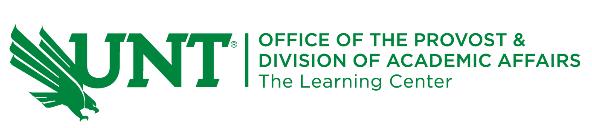 UNT®
OFFICE OF THE PROVOST &
DIVISION OF ACADEMIC AFFAIRS
The Learning Center